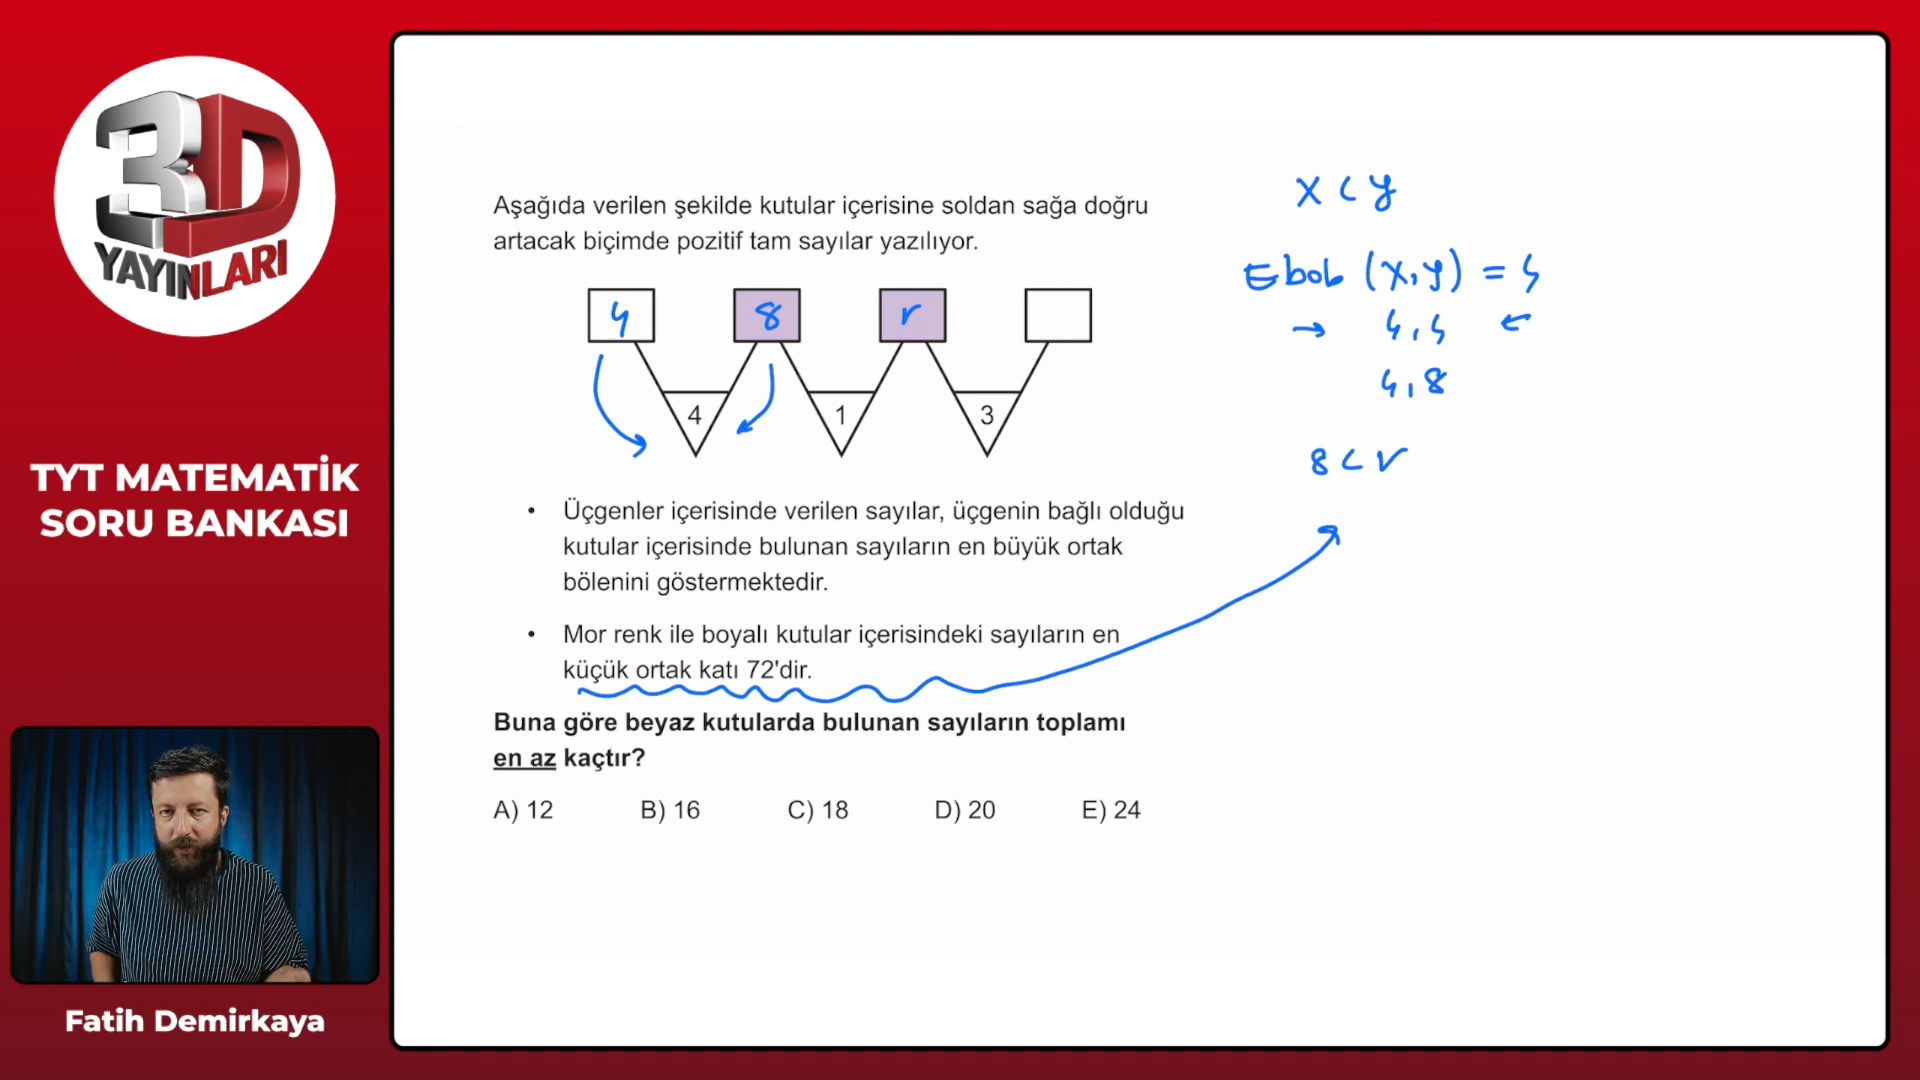 3D
YAYINLARI
TYT MATEMATİK
SORU BANKASI
Fatih Demirkaya
Aşağıda verilen şekilde kutular içerisine soldan sağa doğru
artacak biçimde pozitif tam sayılar yazılıyor.
4 8 r
4 1 3
• Üçgenler içerisinde verilen sayılar, üçgenin bağlı olduğu
kutular içerisinde bulunan sayıların en büyük ortak
bölenini göstermektedir.
• Mor renk ile boyalı kutular içerisindeki sayıların en
küçük ortak katı 72'dir.
Buna göre beyaz kutularda bulunan sayıların toplamı
en az kaçtır?
A) 12 B) 16 C) 18 D) 20 E) 24
x < y
Ebob (x,y) = 4
→ 4,4 ←
4,8
8 < r